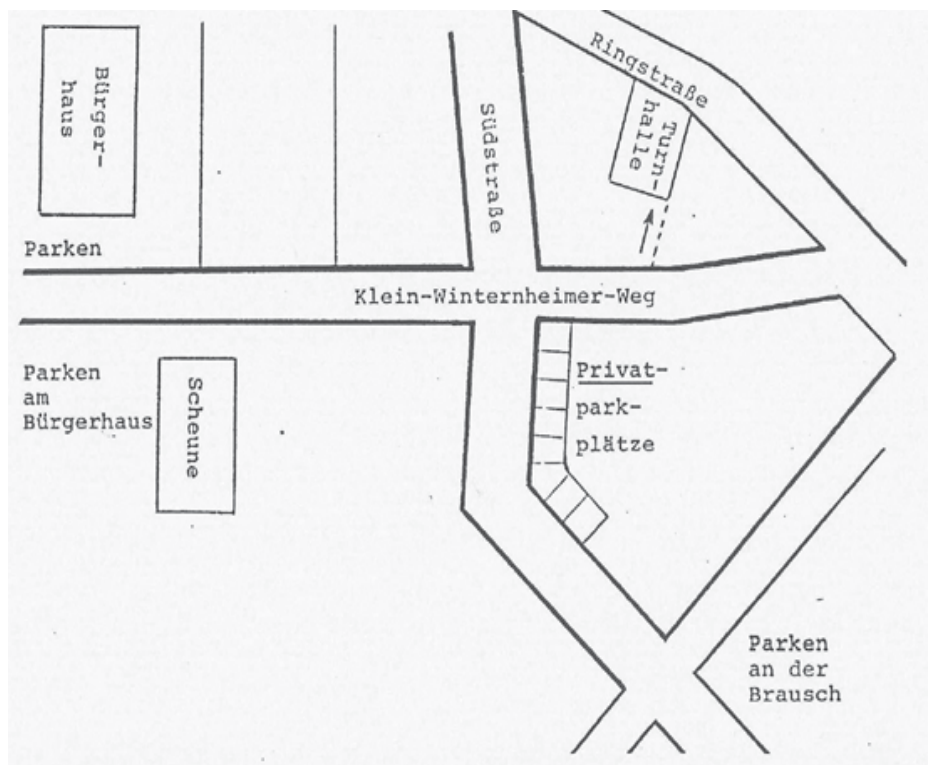 Bürger-
haus
Südstraße
Ringstraße
Turn-
halle
Parken
Klein-Winternheimer-Weg
Parken
am
Bürgerhaus
Scheune
Privat-
park-
plätze
Parken
an der
Brausch